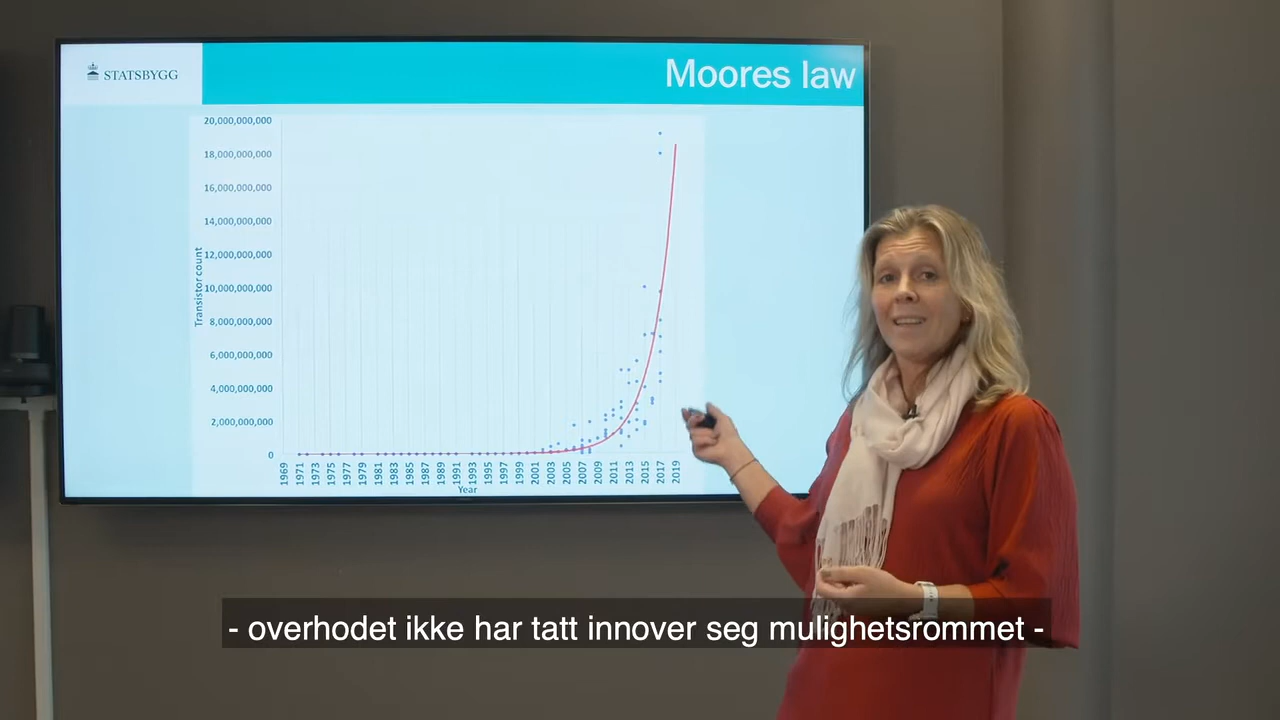 STATSBYGG
Moores law
20,000,000,000
18,000,000,000
16,000,000,000
14,000,000,000
12,000,000,000
10,000,000,000
8,000,000,000
6,000,000,000
4,000,000,000
2,000,000,000
0
Transistor count
1969 1971 1973 1975 1977 1979 1981 1983 1985 1987 1989 1991 1993 1995 1997 1999 2001 2003 2005 2007 2009 2011 2013 2015 2017 2019
Year
- overhodet ikke har tatt innover seg mulighetsrommet -